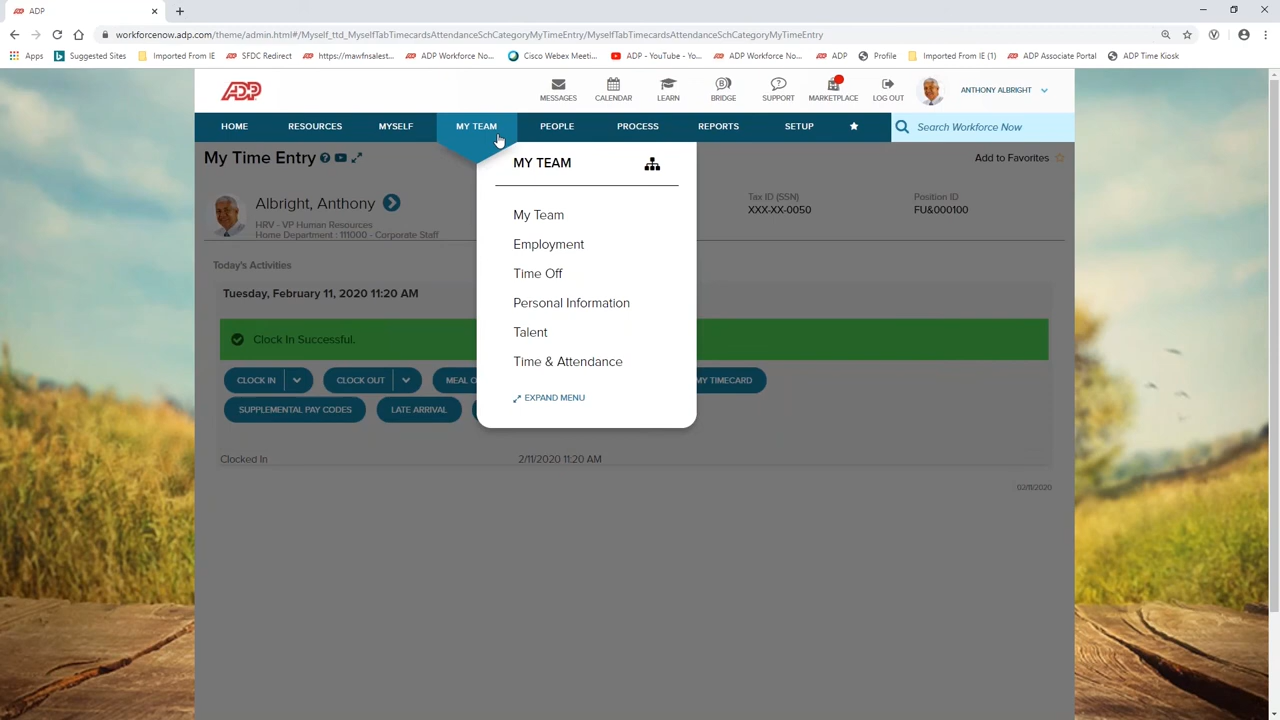 ADP
workforcenow.adp.com/theme/admin.html#/Myself_ttd_MyselfTabTimecardsAttendanceSchCategoryMyTimeEntry/MyselfTabTimecardsAttendanceSchCategoryMyTimeEntry
Apps Suggested Sites Imported From IE SFDC Redirect https://mawfnsalest... ADP Workforce No... Cisco Webex Meet... ADP - YouTube - Yo... ADP Workforce No... ADP Profile Imported From IE (1) ADP Associate Portal ADP Time Kiosk
ADP MESSAGES CALENDAR LEARN BRIDGE SUPPORT MARKETPLACE LOG OUT ANTHONY ALBRIGHT
HOME RESOURCES MYSELF MY TEAM PEOPLE PROCESS REPORTS SETUP Search Workforce Now
My Time Entry Add to Favorites
MY TEAM
My Team
Employment
Time Off
Personal Information
Talent
Time & Attendance
EXPAND MENU
Albright, Anthony
HRV - VP Human Resources
Home Department : 111000 - Corporate Staff
Tax ID (SSN)
XXX-XX-0050
Position ID
FU&000100
Today's Activities
Tuesday, February 11, 2020 11:20 AM
Clock In Successful.
CLOCK IN CLOCK OUT MEAL MY TIMECARD
SUPPLEMENTAL PAY CODES LATE ARRIVAL
Clocked In 2/11/2020 11:20 AM
02/11/2020